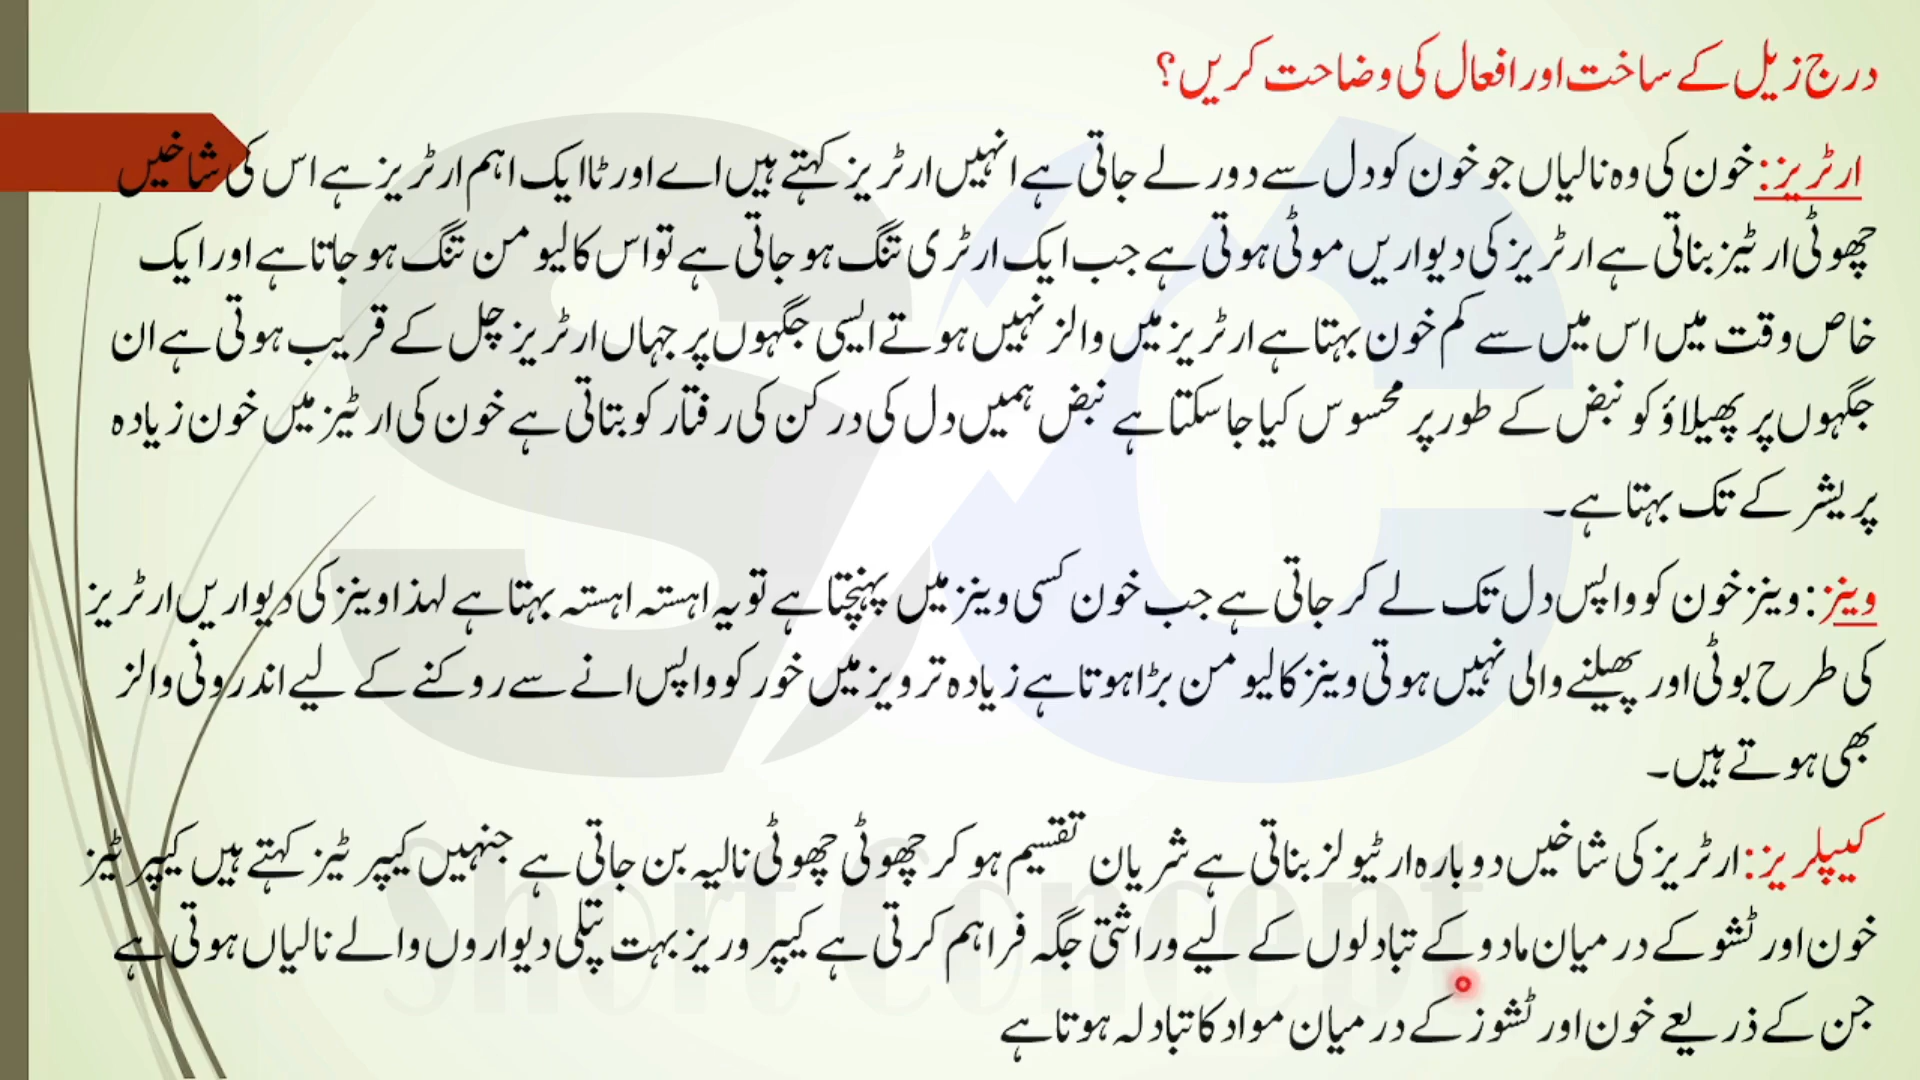 درج زیل کے ساخت اور افعال کی وضاحت کریں؟
ارٹریز: خون کی وہ نالیاں جو خون کو دل سے دور لے جاتی ہے انہیں ارٹریز کہتے ہیں اے اورٹا ایک اہم ارٹریز ہے اس کی شاخیں
چھوٹی ارٹیز بناتی ہے ارٹریز کی دیواریں موٹی ہوتی ہے جب ایک ارٹری تنگ ہو جاتی ہے تو اس کا لیو من تنگ ہو جاتا ہے اور ایک
خاص وقت میں اس میں سے کم خون بہتا ہے ارٹریز میں والز نہیں ہوتے ایسی جگہوں پر جہاں ارٹریز چل کے قریب ہوتی ہے ان
جگہوں پر پھیلاؤ کو نبض کے طور پر محسوس کیا جا سکتا ہے نبض ہمیں دل کی درکن کی رفتار کو بتاتی ہے خون کی ارٹیز میں خون زیادہ
پریشر کے تک بہتا ہے۔
وینز: وینز خون کو واپس دل تک لے کر جاتی ہے جب خون کسی وینز میں پہنچتا ہے تو یہ اہستہ اہستہ بہتا ہے لہذا وینز کی دیواریں ارٹریز
کی طرح بوٹی اور پھیلنے والی نہیں ہوتی وینز کا لیو من بڑا ہوتا ہے زیادہ تر ویز میں خور کو واپس انے سے روکنے کے لیے اندرونی والز
بھی ہوتے ہیں۔
کیپلریز: ارٹریز کی شاخیں دوبارہ ارٹیولز بناتی ہے شریان تقسیم ہو کر چھوٹی چھوٹی نالیہ بن جاتی ہے جنہیں کیپر ٹیز کہتے ہیں کیپر ٹیز
خون اور ٹشو کے درمیان مادو کے تبادلوں کے لیے وراثتی جگہ فراہم کرتی ہے کیپر وریز بہت پتلی دیواروں والے نالیاں ہوتی ہے
جن کے ذریعے خون اور ٹشوز کے درمیان مواد کا تبادلہ ہوتا ہے
Short Concept